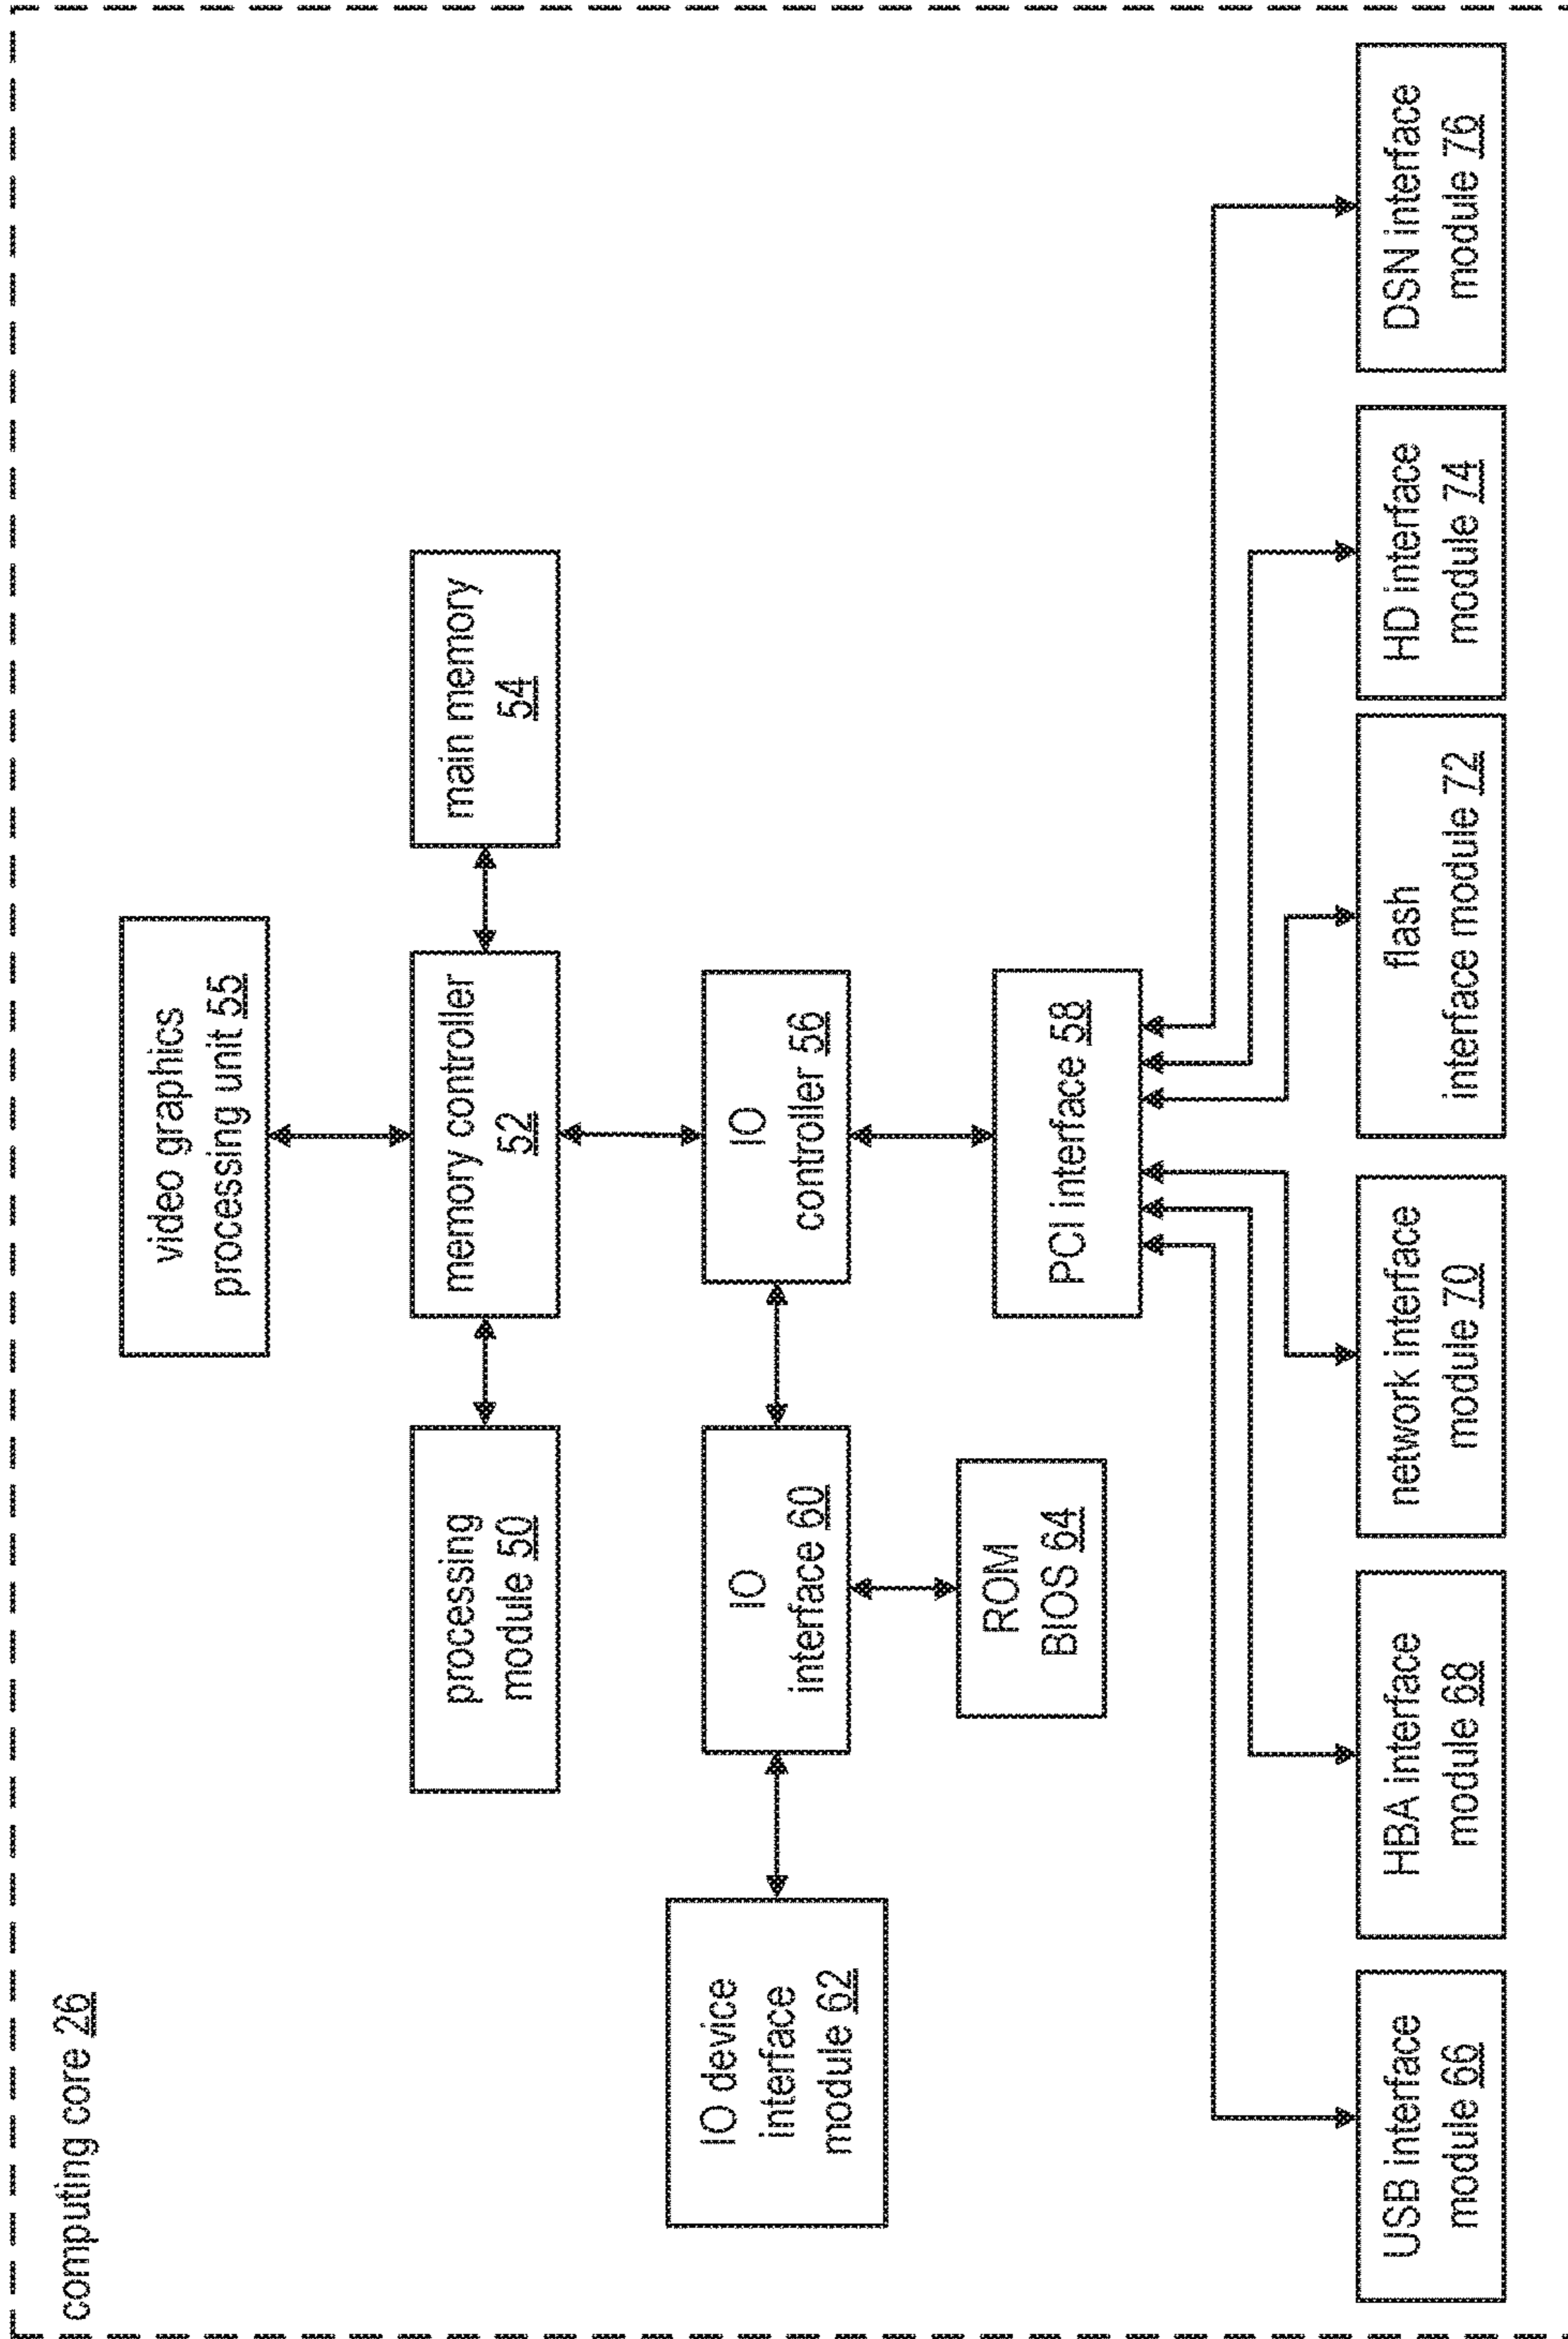 computing core 26
video graphics
processing unit 55
processing
module 50
memory controller
52
main memory
54
IO device
interface
module 62
IO
interface 60
IO
controller 56
ROM
BIOS 64
PCI interface 58
USB interface
module 66
HBA interface
module 68
network interface
module 70
flash
interface module 72
HD interface
module 74
DSN interface
module 76